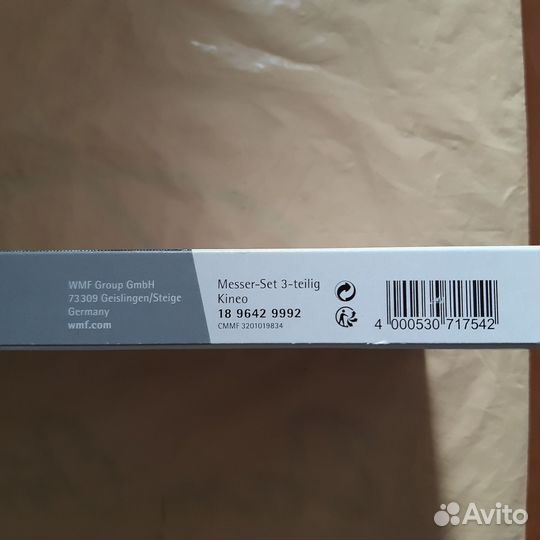 WMF Group GmbH
73309 Geislingen/Steige
Germany
wmf.com
Messer-Set 3-teilig
Kineo
18 9642 9992
CMMF 3201019834
4 000530 717542
Avito